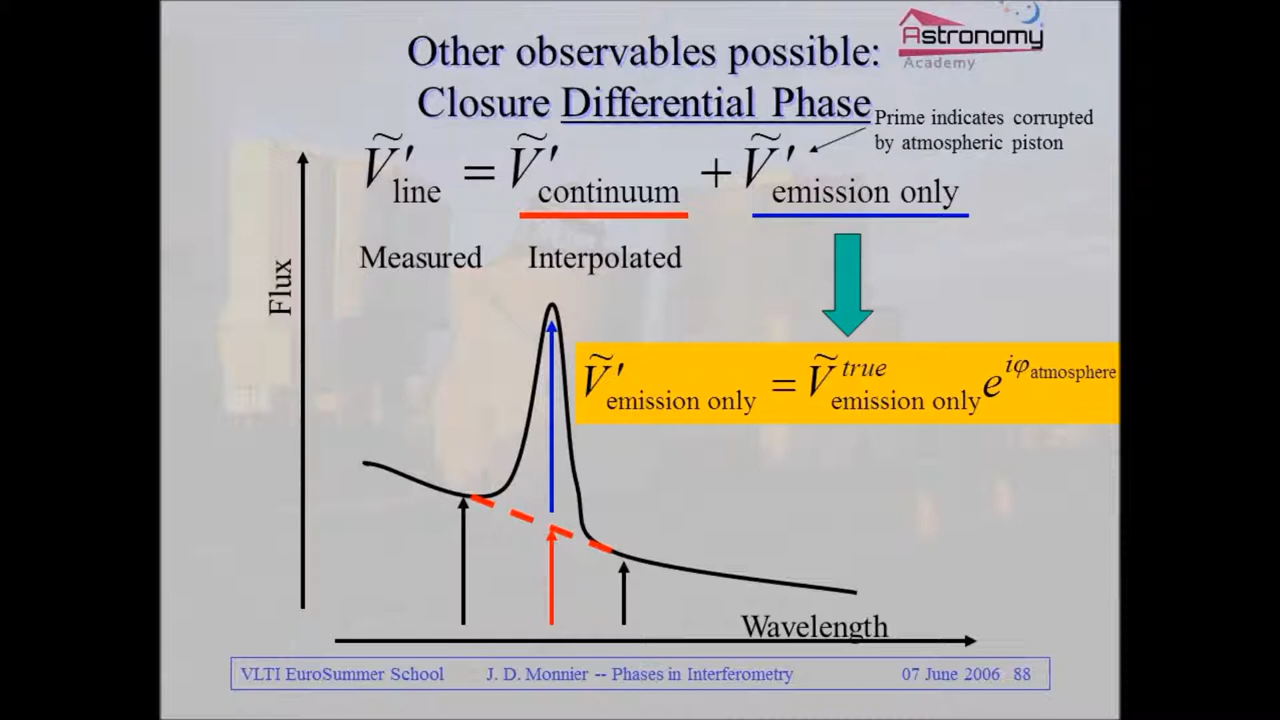 Other observables possible:
Closure Differential Phase
Astronomy
Academy
Prime indicates corrupted
by atmospheric piston
Ṽ′line = Ṽ′continuum + Ṽ′emission only
Measured Interpolated
Flux
Ṽ′emission only = Ṽtrue emission only e^iφatmosphere
Wavelength
VLTI EuroSummer School J. D. Monnier -- Phases in Interferometry 07 June 2006 88